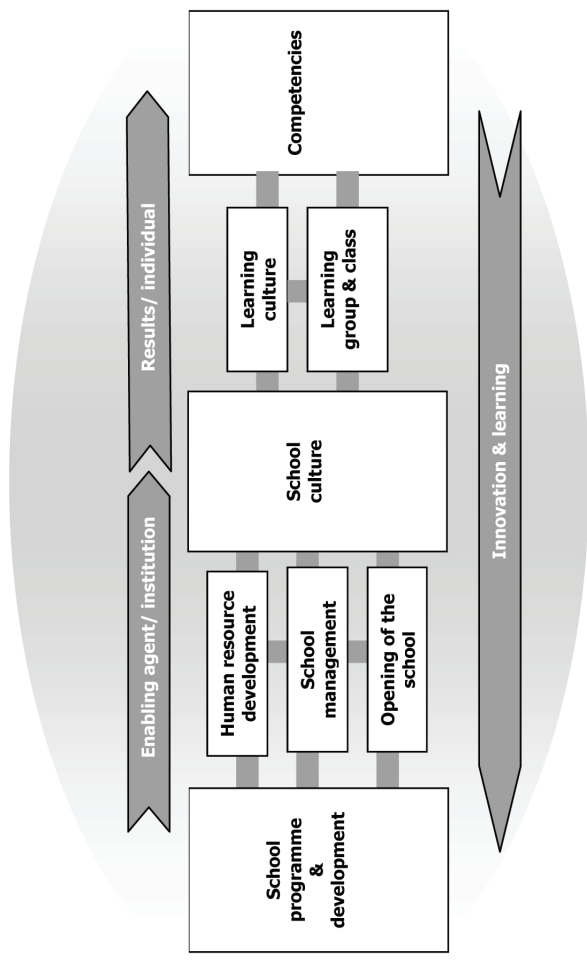 Enabling agent/ institution
Results/ individual
School
programme
&
development
Human resource
development
School
management
Opening of the
school
School
culture
Learning
culture
Learning
group & class
Competencies
Innovation & learning